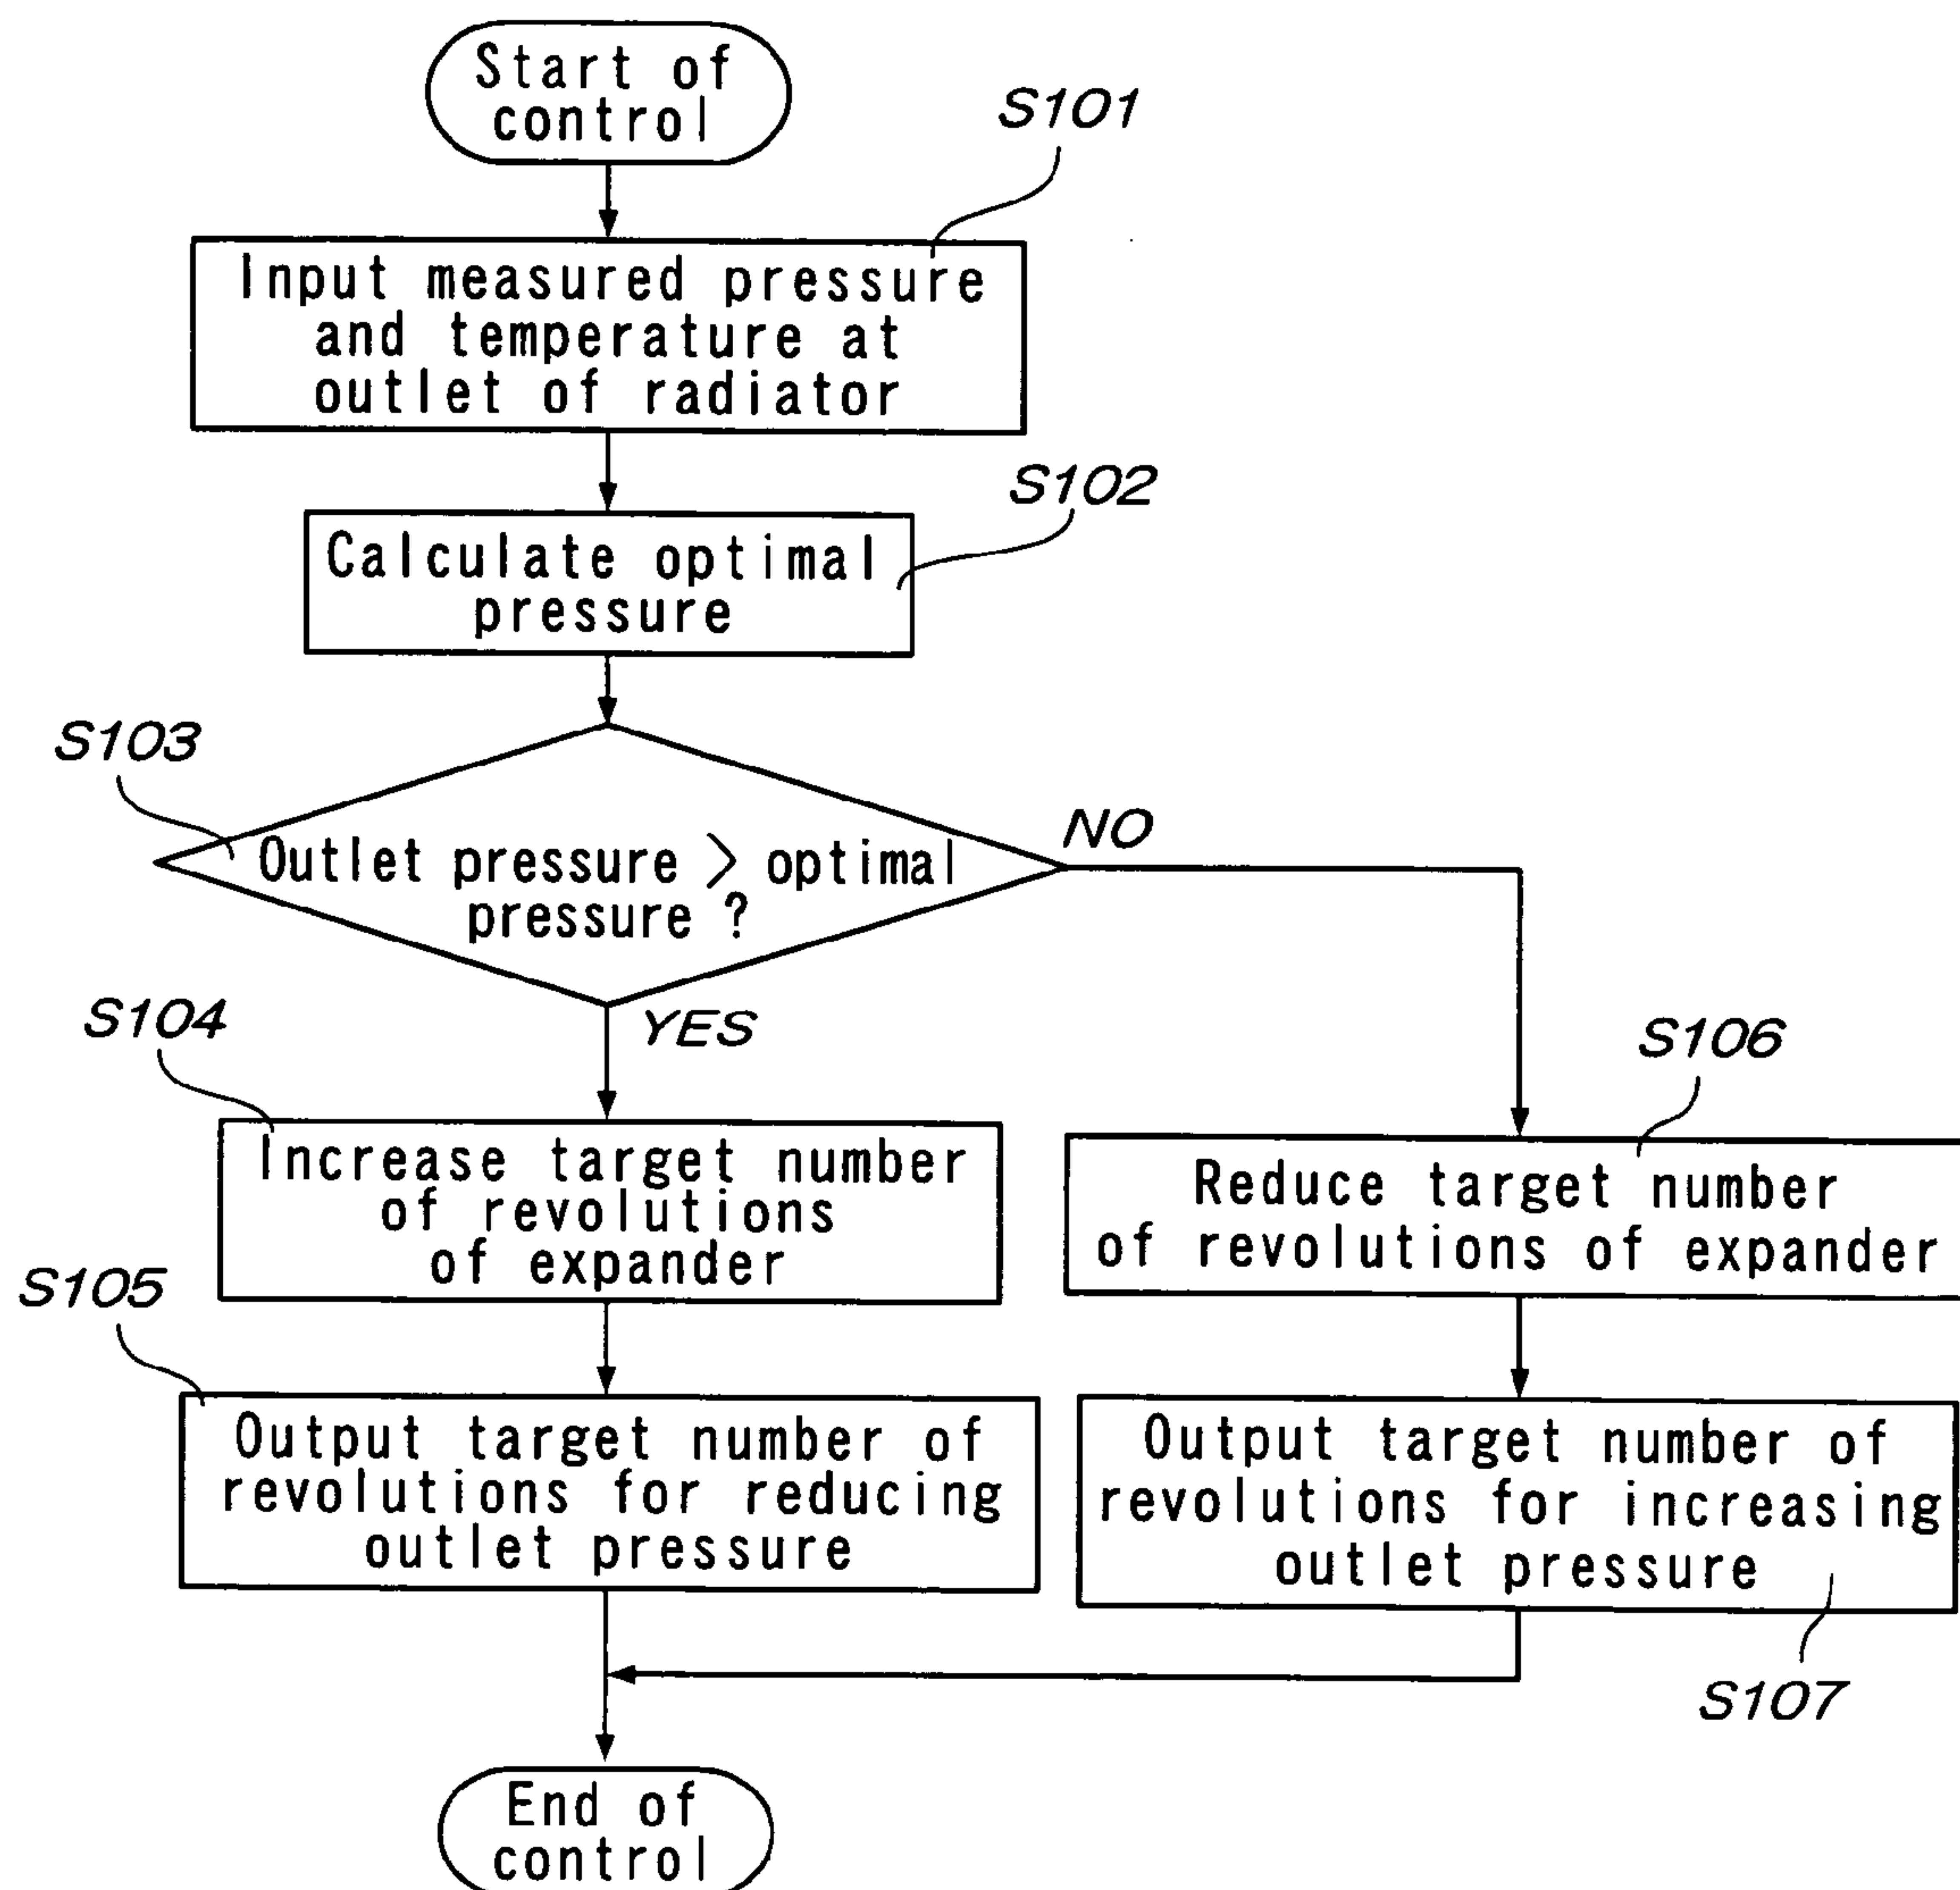 Start of
control
S101
Input measured pressure
and temperature at
outlet of radiator
S102
Calculate optimal
pressure
S103
Outlet pressure > optimal
pressure ?
NO
YES
S104
Increase target number
of revolutions
of expander
S106
Reduce target number
of revolutions of expander
S105
Output target number of
revolutions for reducing
outlet pressure
Output target number of
revolutions for increasing
outlet pressure
S107
End of
control